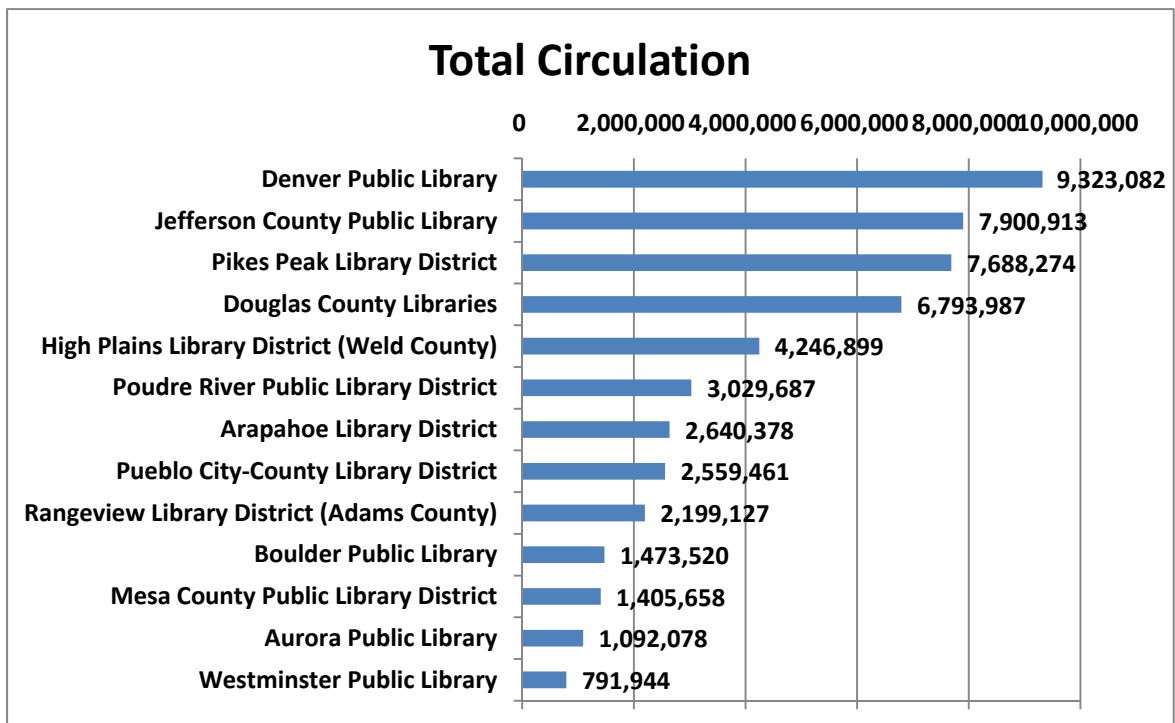 Total Circulation
0 2,000,000 4,000,000 6,000,000 8,000,000 10,000,000
Denver Public Library 9,323,082
Jefferson County Public Library 7,900,913
Pikes Peak Library District 7,688,274
Douglas County Libraries 6,793,987
High Plains Library District (Weld County) 4,246,899
Poudre River Public Library District 3,029,687
Arapahoe Library District 2,640,378
Pueblo City-County Library District 2,559,461
Rangeview Library District (Adams County) 2,199,127
Boulder Public Library 1,473,520
Mesa County Public Library District 1,405,658
Aurora Public Library 1,092,078
Westminster Public Library 791,944